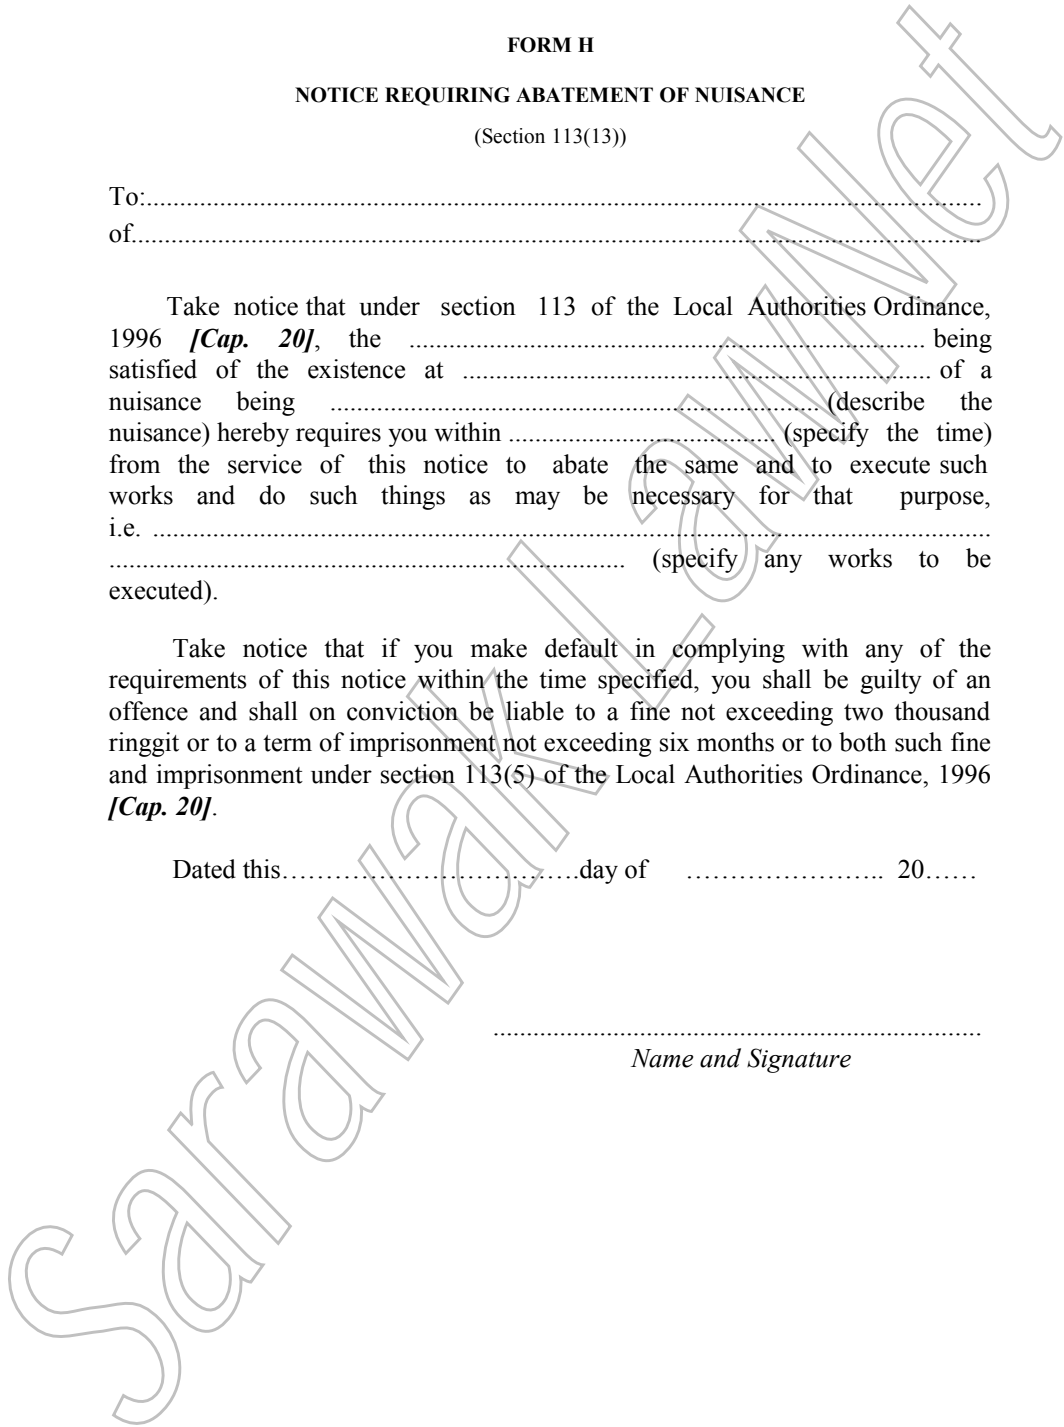 FORM H
NOTICE REQUIRING ABATEMENT OF NUISANCE
(Section 113(13))
To:............................................................................................................................
of..............................................................................................................................
Take notice that under section 113 of the Local Authorities Ordinance,
1996 [Cap. 20], the ............................................................................. being
satisfied of the existence at ...................................................................... of a
nuisance being ......................................................................... (describe the
nuisance) hereby requires you within ........................................ (specify the time)
from the service of this notice to abate the same and to execute such
works and do such things as may be necessary for that purpose,
i.e. .............................................................................................................................
............................................................................. (specify any works to be
executed).
Take notice that if you make default in complying with any of the
requirements of this notice within the time specified, you shall be guilty of an
offence and shall on conviction be liable to a fine not exceeding two thousand
ringgit or to a term of imprisonment not exceeding six months or to both such fine
and imprisonment under section 113(5) of the Local Authorities Ordinance, 1996
[Cap. 20].
Dated this…………………………….day of ………………….. 20……
.........................................................................
Name and Signature
Sarawak LawNet